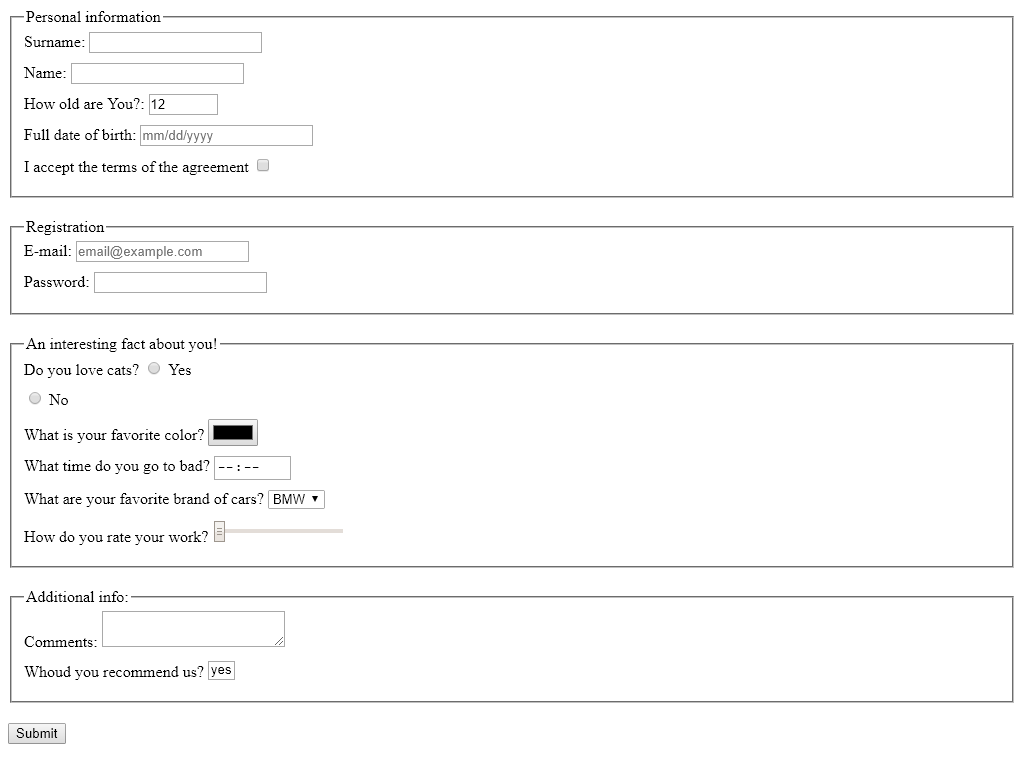 Personal information
Surname:
Name:
How old are You?: 12
Full date of birth: mm/dd/yyyy
I accept the terms of the agreement
Registration
E-mail: email@example.com
Password:
An interesting fact about you!
Do you love cats? Yes
No
What is your favorite color?
What time do you go to bad? --:--
What are your favorite brand of cars? BMW
How do you rate your work?
Additional info:
Comments:
Whoud you recommend us? yes
Submit